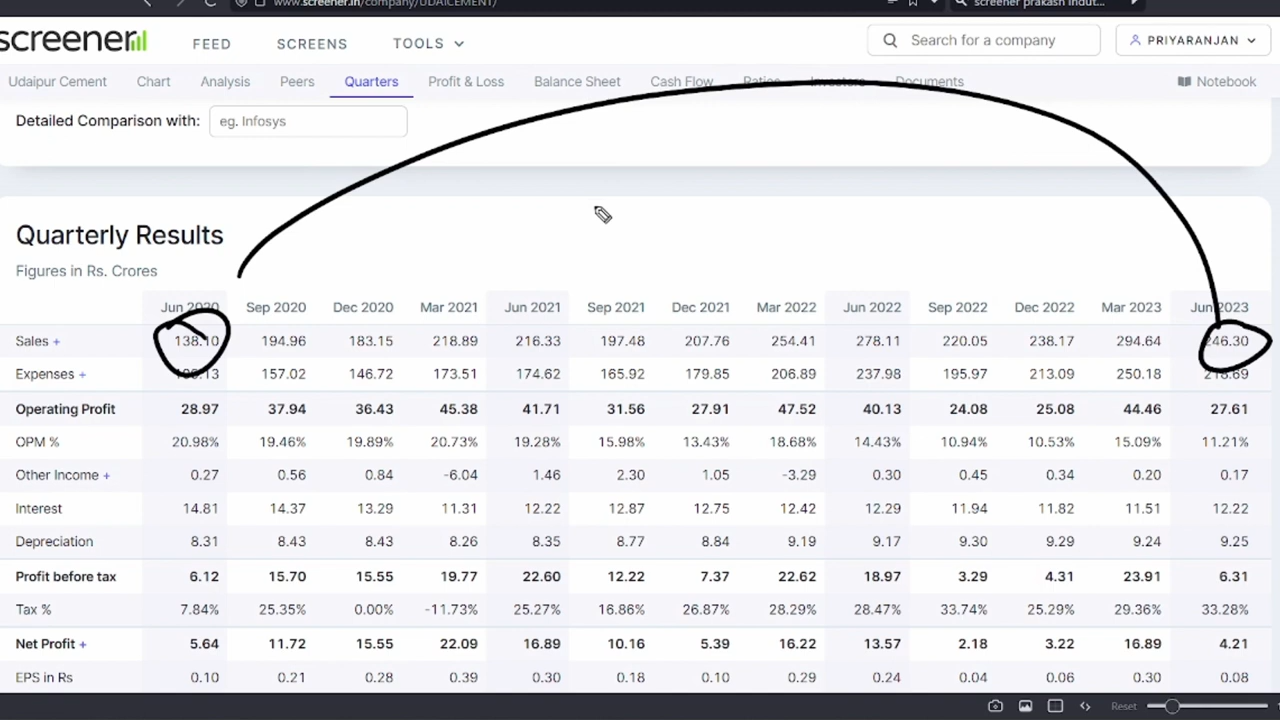 www.screener.in/company/UDAICEMENT/ screener prakash indut...
screener FEED SCREENS TOOLS Search for a company PRIYARANJAN
Udaipur Cement Chart Analysis Peers Quarters Profit & Loss Balance Sheet Cash Flow Ratios Investors Documents Notebook
Detailed Comparison with: eg. Infosys
Quarterly Results
Figures in Rs. Crores
Jun 2020 Sep 2020 Dec 2020 Mar 2021 Jun 2021 Sep 2021 Dec 2021 Mar 2022 Jun 2022 Sep 2022 Dec 2022 Mar 2023 Jun 2023
Sales + 138.10 194.96 183.15 218.89 216.33 197.48 207.76 254.41 278.11 220.05 238.17 294.64 246.30
Expenses + 157.02 146.72 173.51 174.62 165.92 179.85 206.89 237.98 195.97 213.09 250.18 218.69
Operating Profit 28.97 37.94 36.43 45.38 41.71 31.56 27.91 47.52 40.13 24.08 25.08 44.46 27.61
OPM % 20.98% 19.46% 19.89% 20.73% 19.28% 15.98% 13.43% 18.68% 14.43% 10.94% 10.53% 15.09% 11.21%
Other Income + 0.27 0.56 0.84 -6.04 1.46 2.30 1.05 -3.29 0.30 0.45 0.34 0.20 0.17
Interest 14.81 14.37 13.29 11.31 12.22 12.87 12.75 12.42 12.29 11.94 11.82 11.51 12.22
Depreciation 8.31 8.43 8.43 8.26 8.35 8.77 8.84 9.19 9.17 9.30 9.29 9.24 9.25
Profit before tax 6.12 15.70 15.55 19.77 22.60 12.22 7.37 22.62 18.97 3.29 4.31 23.91 6.31
Tax % 7.84% 25.35% 0.00% -11.73% 25.27% 16.86% 26.87% 28.29% 28.47% 33.74% 25.29% 29.36% 33.28%
Net Profit + 5.64 11.72 15.55 22.09 16.89 10.16 5.39 16.22 13.57 2.18 3.22 16.89 4.21
EPS in Rs 0.10 0.21 0.28 0.39 0.30 0.18 0.10 0.29 0.24 0.04 0.06 0.30 0.08
Reset